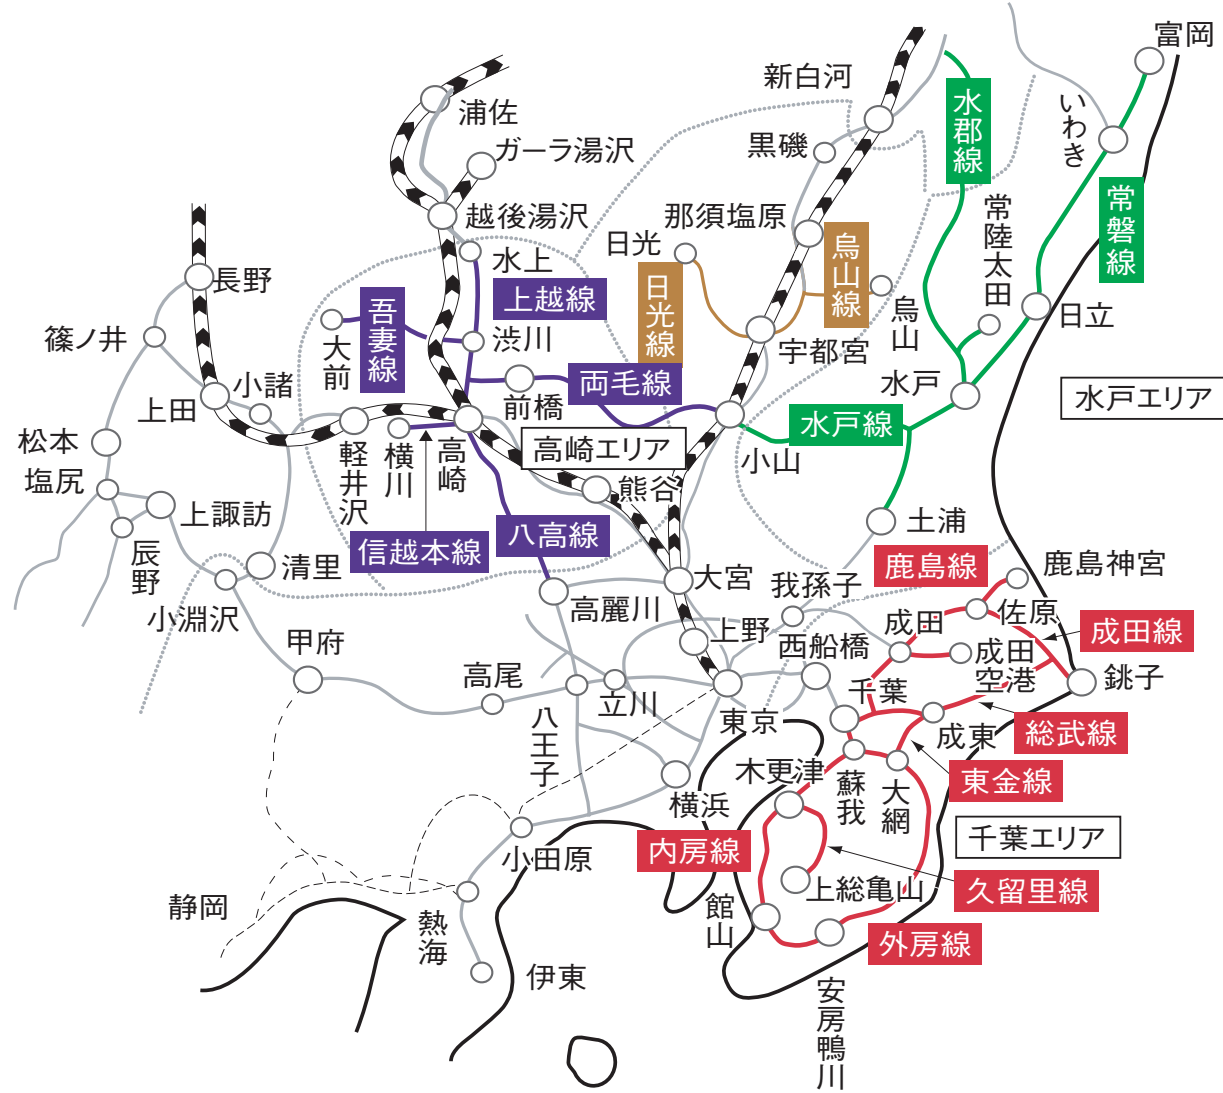 富岡
新白河
浦佐
いわき
水郡線
黒磯
ガーラ湯沢
常磐線
越後湯沢
那須塩原
常陸太田
日光
烏山線
水上
長野
上越線
日光線
吾妻線
烏山
日立
篠ノ井
大前
渋川
宇都宮
小諸
両毛線
水戸
水戸エリア
上田
前橋
水戸線
松本
軽井沢
横川
高崎
高崎エリア
小山
塩尻
熊谷
上諏訪
土浦
信越本線
八高線
辰野
清里
大宮
我孫子
鹿島線
鹿島神宮
小淵沢
高麗川
上野
成田
佐原
成田線
甲府
西船橋
成田空港
高尾
立川
千葉
銚子
八王子
東京
成東
総武線
木更津
蘇我
大網
東金線
横浜
千葉エリア
小田原
内房線
上総亀山
久留里線
静岡
熱海
館山
外房線
伊東
安房鴨川